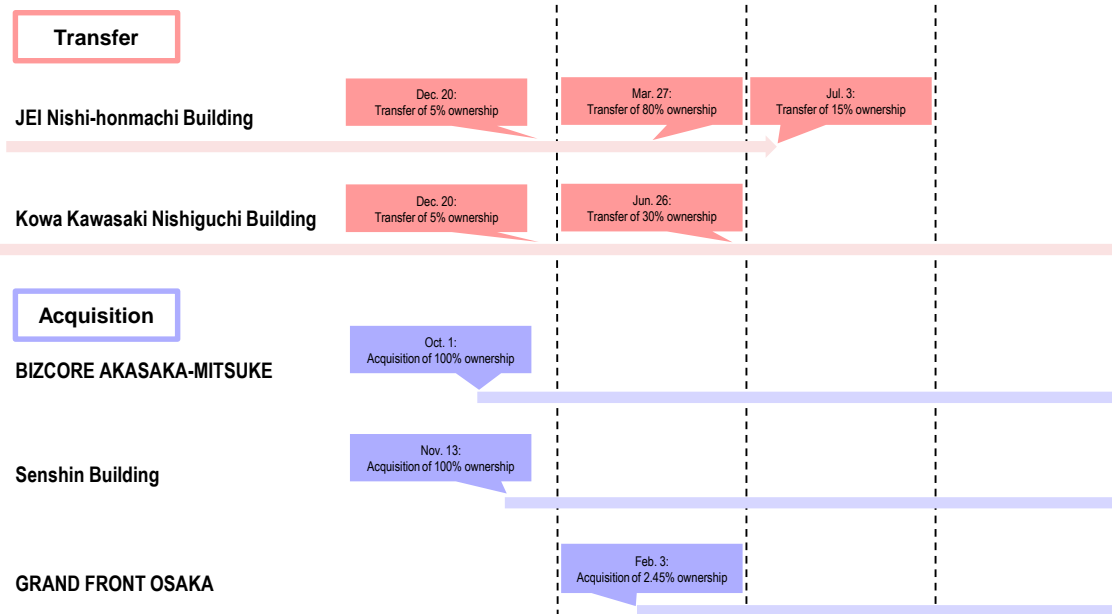 Transfer
JEI Nishi-honmachi Building
Dec. 20:
Transfer of 5% ownership
Mar. 27:
Transfer of 80% ownership
Jul. 3:
Transfer of 15% ownership
Kowa Kawasaki Nishiguchi Building
Dec. 20:
Transfer of 5% ownership
Jun. 26:
Transfer of 30% ownership
Acquisition
BIZCORE AKASAKA-MITSUKE
Oct. 1:
Acquisition of 100% ownership
Senshin Building
Nov. 13:
Acquisition of 100% ownership
GRAND FRONT OSAKA
Feb. 3:
Acquisition of 2.45% ownership